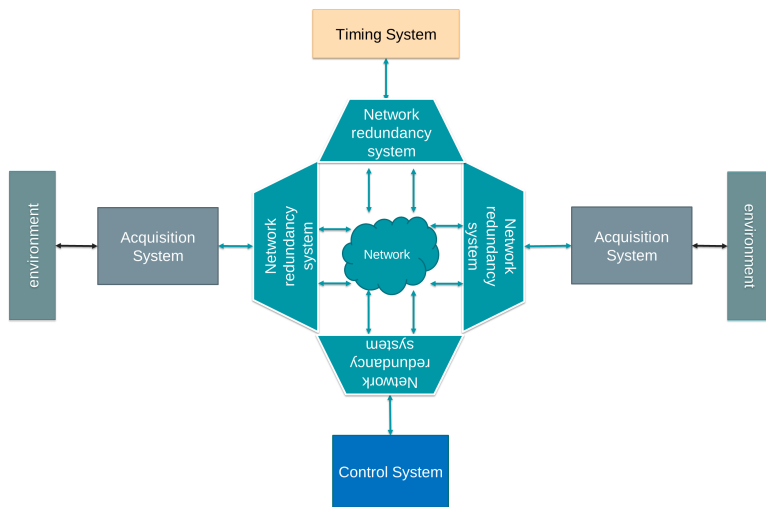 Timing System
Network
redundancy
system
environment
Acquisition
System
Network
redundancy
system
Network
Network
redundancy
system
Acquisition
System
environment
Network
redundancy
system
Control System